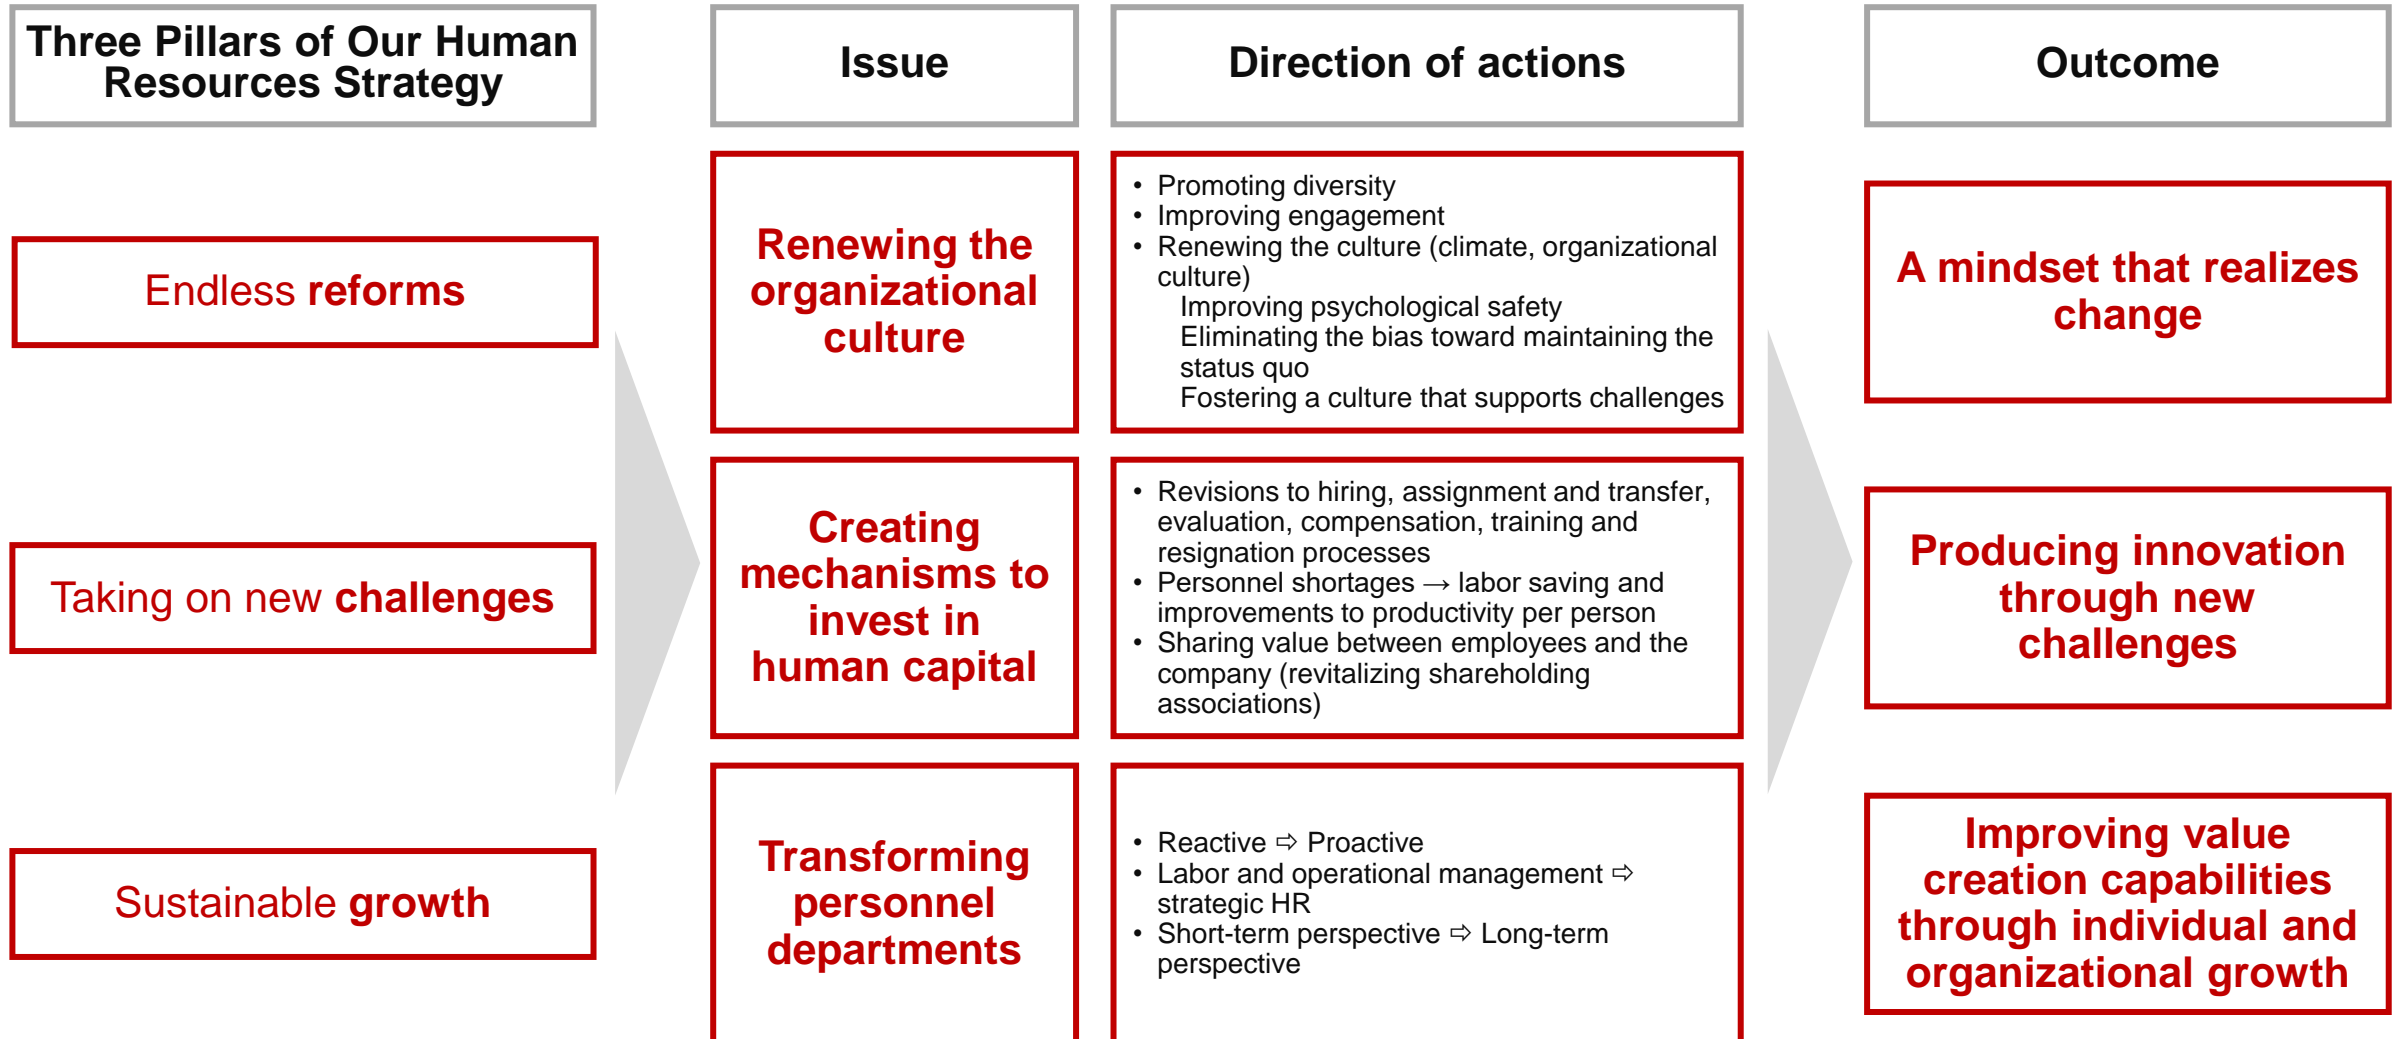 Three Pillars of Our Human
Resources Strategy
Issue
Direction of actions
Outcome
Endless reforms
Taking on new challenges
Sustainable growth
Renewing the
organizational
culture
• Promoting diversity
• Improving engagement
• Renewing the culture (climate, organizational
culture)
Improving psychological safety
Eliminating the bias toward maintaining the
status quo
Fostering a culture that supports challenges
Creating
mechanisms to
invest in
human capital
• Revisions to hiring, assignment and transfer,
evaluation, compensation, training and
resignation processes
• Personnel shortages → labor saving and
improvements to productivity per person
• Sharing value between employees and the
company (revitalizing shareholding
associations)
Transforming
personnel
departments
• Reactive ⇨ Proactive
• Labor and operational management ⇨
strategic HR
• Short-term perspective ⇨ Long-term
perspective
A mindset that realizes
change
Producing innovation
through new
challenges
Improving value
creation capabilities
through individual and
organizational growth